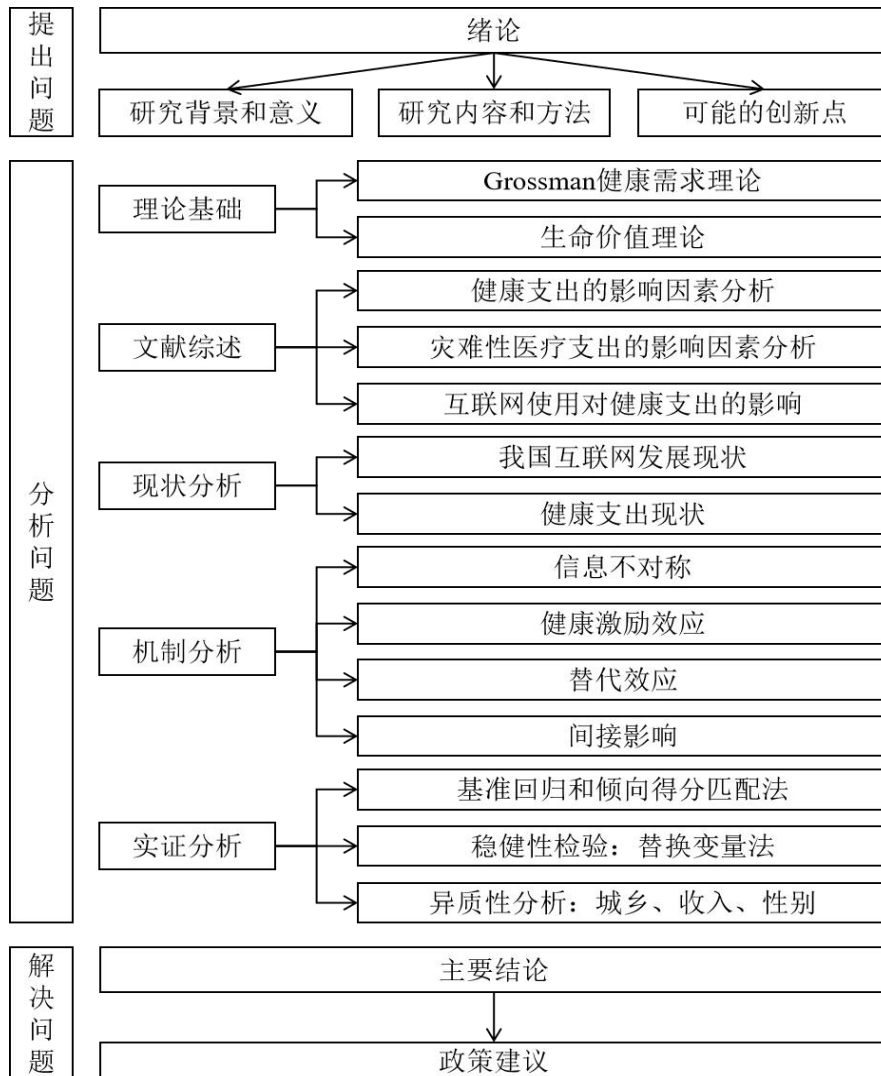 提出问题
绪论
研究背景和意义
研究内容和方法
可能的创新点
分析问题
理论基础
Grossman健康需求理论
生命价值理论
文献综述
健康支出的影响因素分析
灾难性医疗支出的影响因素分析
互联网使用对健康支出的影响
现状分析
我国互联网发展现状
健康支出现状
机制分析
信息不对称
健康激励效应
替代效应
间接影响
实证分析
基准回归和倾向得分匹配法
稳健性检验：替换变量法
异质性分析：城乡、收入、性别
解决问题
主要结论
政策建议